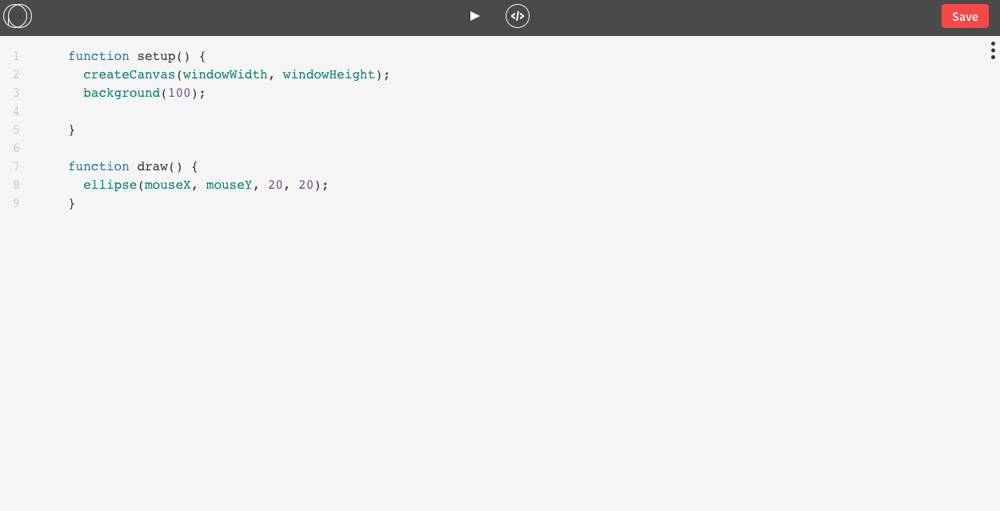 </> Save
1 function setup() {
2 createCanvas(windowWidth, windowHeight);
3 background(100);
4
5 }
6
7 function draw() {
8 ellipse(mouseX, mouseY, 20, 20);
9 }